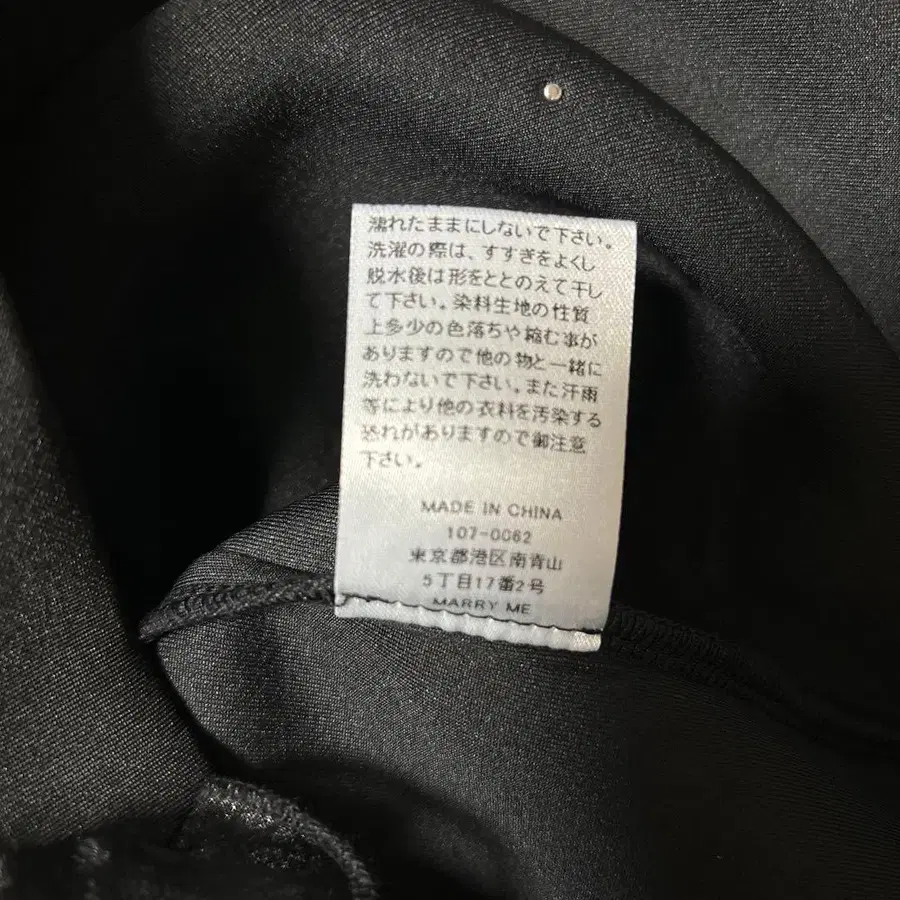 濡れたままにしないで下さい。
洗濯の際は、すすぎをよくし
脱水後は形をととのえて干し
て下さい。染料生地の性質
上多少の色落ちや縮む事が
ありますので他の物と一緒に
洗わないで下さい。また汗雨
等により他の衣料を汚染する
恐れがありますので御注意
下さい。
MADE IN CHINA
107-0062
東京都港区南青山
5丁目17番2号
MARRY ME